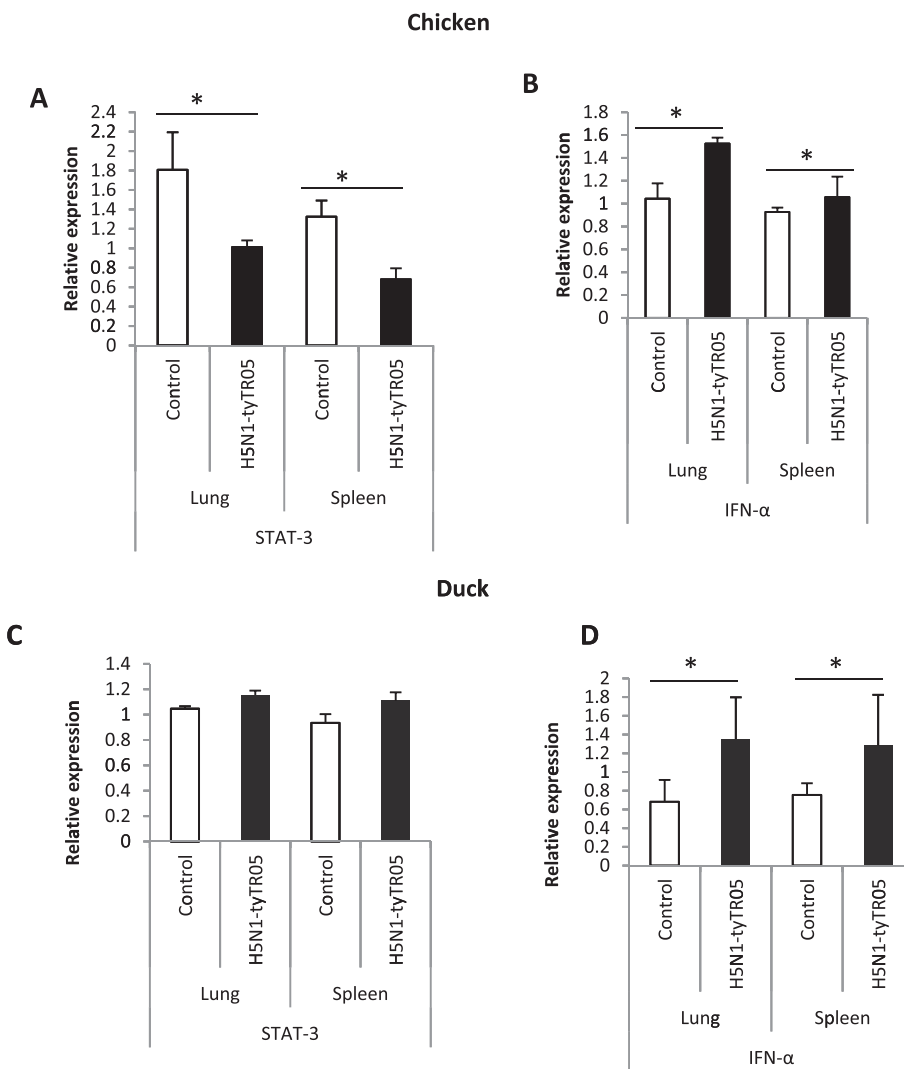 Chicken
A
*
*
2.4
2.2
2
1.8
1.6
1.4
1.2
1
0.8
0.6
0.4
0.2
0
Relative expression
Control
H5N1-tyTR05
Control
H5N1-tyTR05
Lung
Spleen
STAT-3
B
*
*
1.8
1.6
1.4
1.2
1
0.8
0.6
0.4
0.2
0
Relative expression
Control
H5N1-tyTR05
Control
H5N1-tyTR05
Lung
Spleen
IFN-α
Duck
C
1.4
1.2
1
0.8
0.6
0.4
0.2
0
Relative expression
Control
H5N1-tyTR05
Control
H5N1-tyTR05
Lung
Spleen
STAT-3
D
*
*
2
1.8
1.6
1.4
1.2
1
0.8
0.6
0.4
0.2
0
Relative expression
Control
H5N1-tyTR05
Control
H5N1-tyTR05
Lung
Spleen
IFN-α